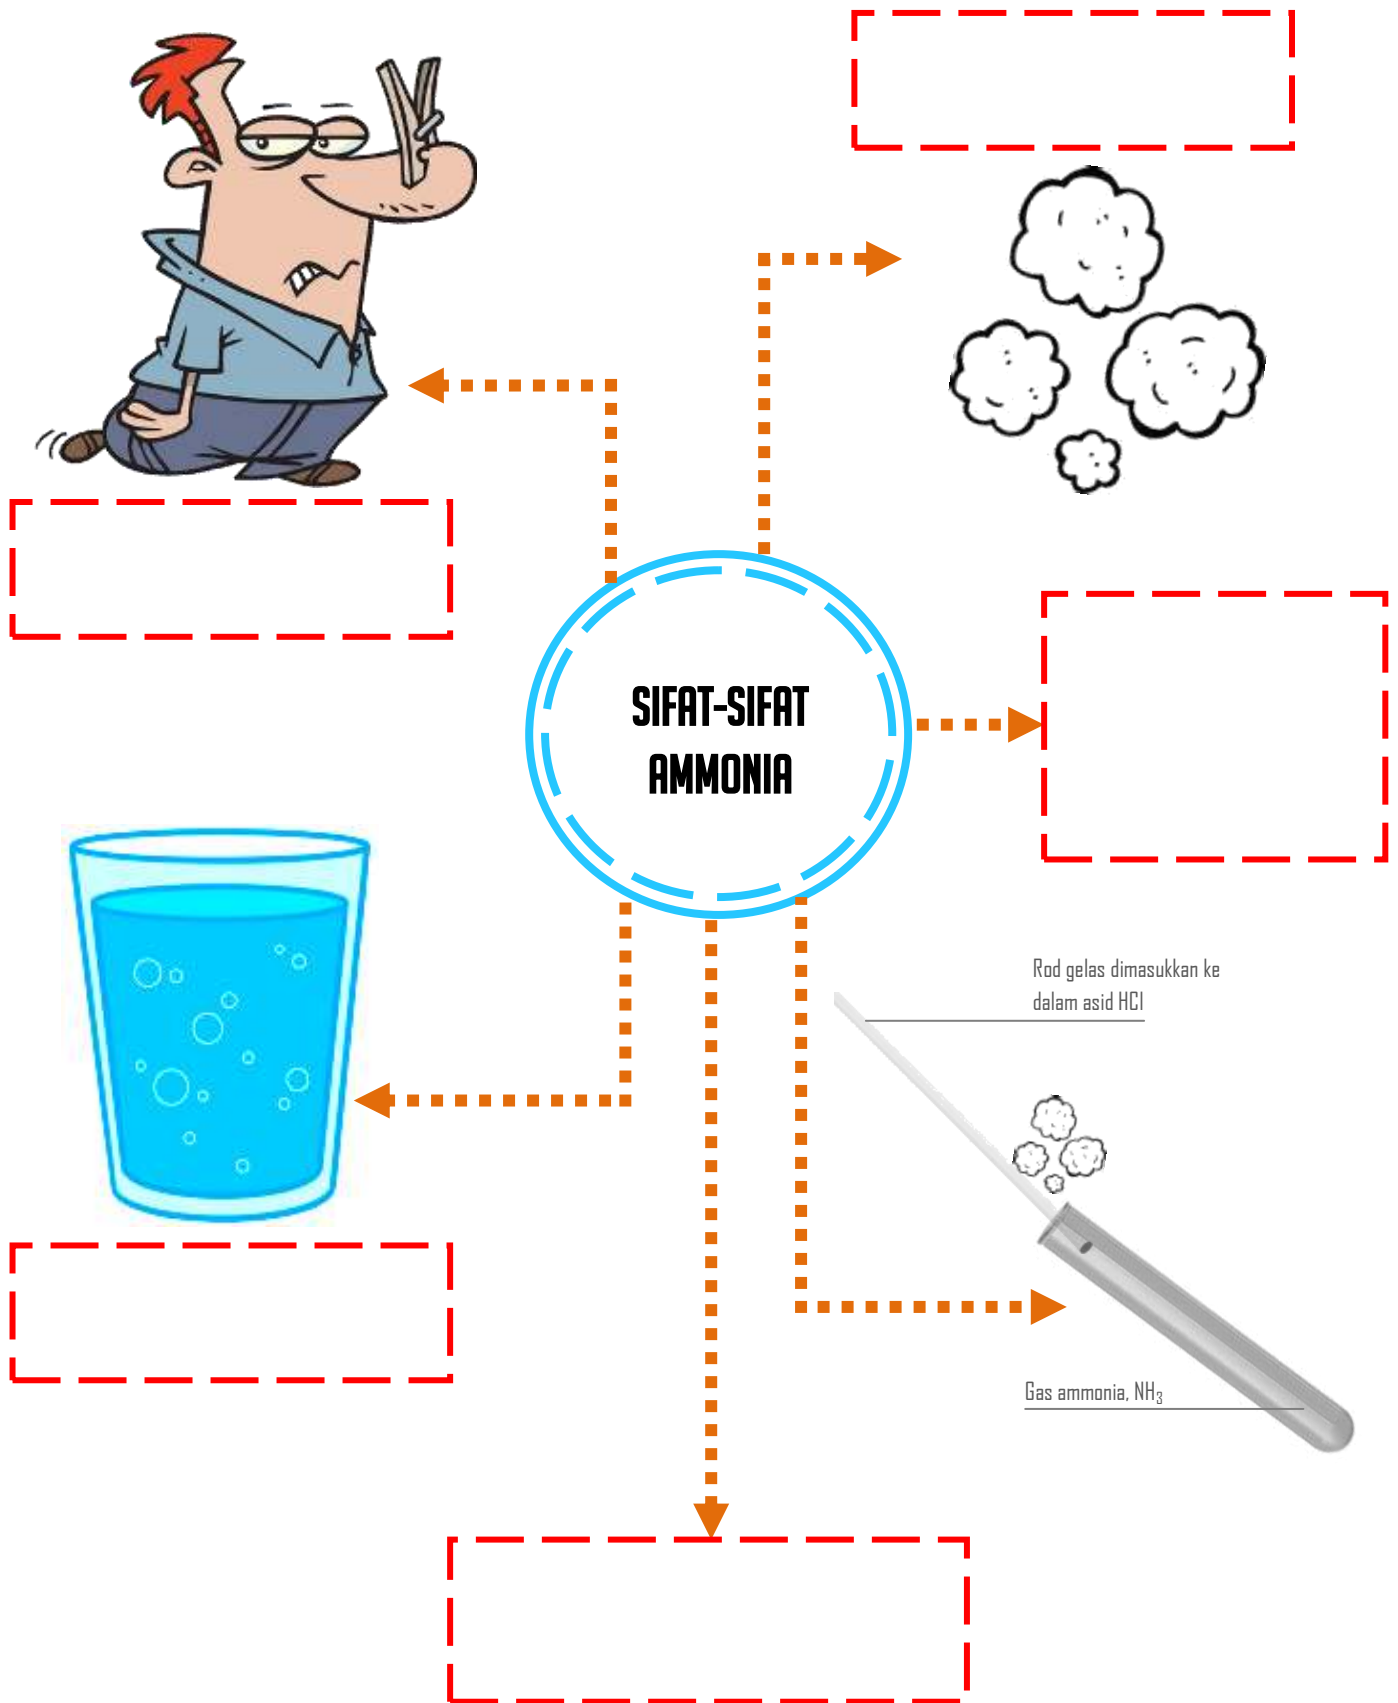 SIFAT-SIFAT
AMMONIA
Rod gelas dimasukkan ke
dalam asid HCl
Gas ammonia, NH₃